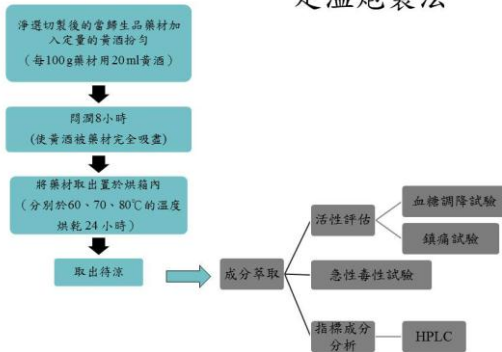 定溫炮製法
淨選切製後的當歸生品藥材加
入定量的黃酒拌勻
（每100g藥材用20ml黃酒）
悶潤8小時
(使黃酒被藥材完全吸盡)
將藥材取出置於烘箱內
（分別於60、70、80℃的溫度
烘乾 24 小時）
取出待涼
成分萃取
活性評估
血糖調降試驗
鎮痛試驗
急性毒性試驗
指標成分
分析
HPLC